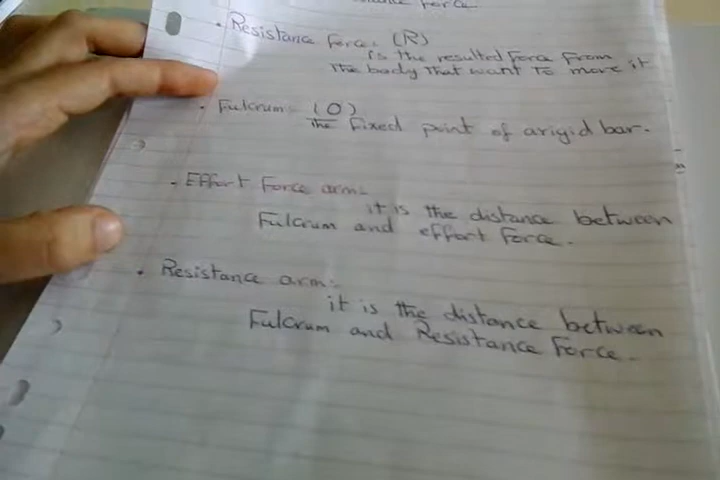 force
• Resistance force: (R)
is the resulted force from
the body that want to move it
• Fulcrum: (O)
the fixed point of arigid bar.
• Effort force arm:
it is the distance between
Fulcrum and effort force.
• Resistance arm:
it is the distance between
Fulcrum and Resistance force.